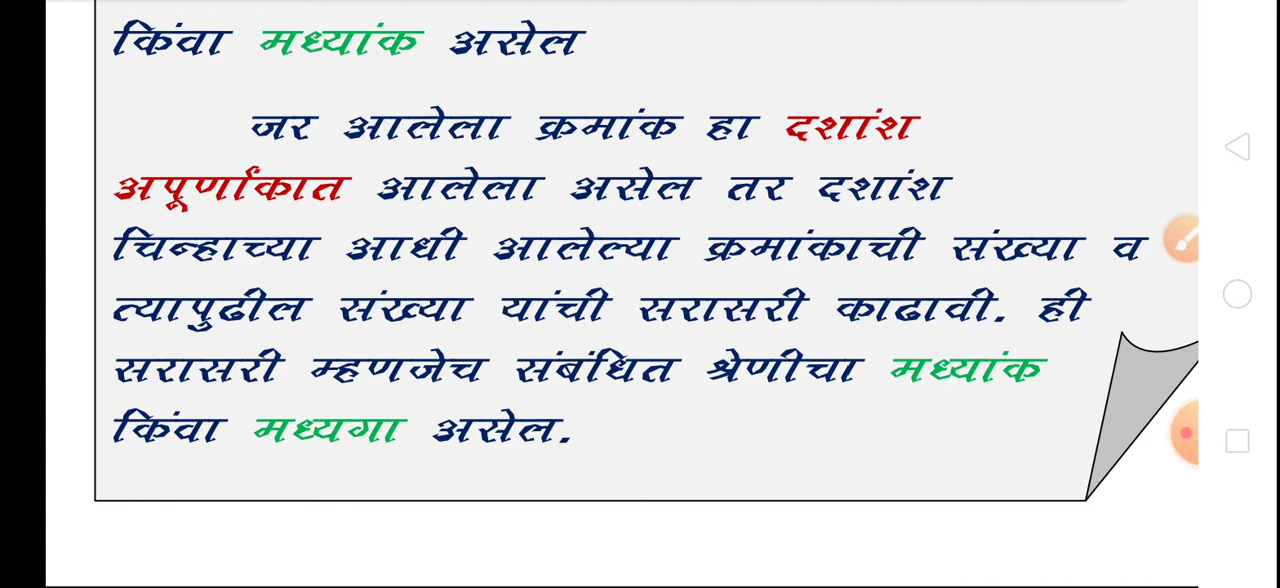 किंवा मध्यांक असेल
जर आलेला क्रमांक हा दशांश
अपूर्णांकात आलेला असेल तर दशांश
चिन्हाच्या आधी आलेल्या क्रमांकाची संख्या व
त्यापुढील संख्या यांची सरासरी काढावी. ही
सरासरी म्हणजेच संबंधित श्रेणीचा मध्यांक
किंवा मध्यगा असेल.